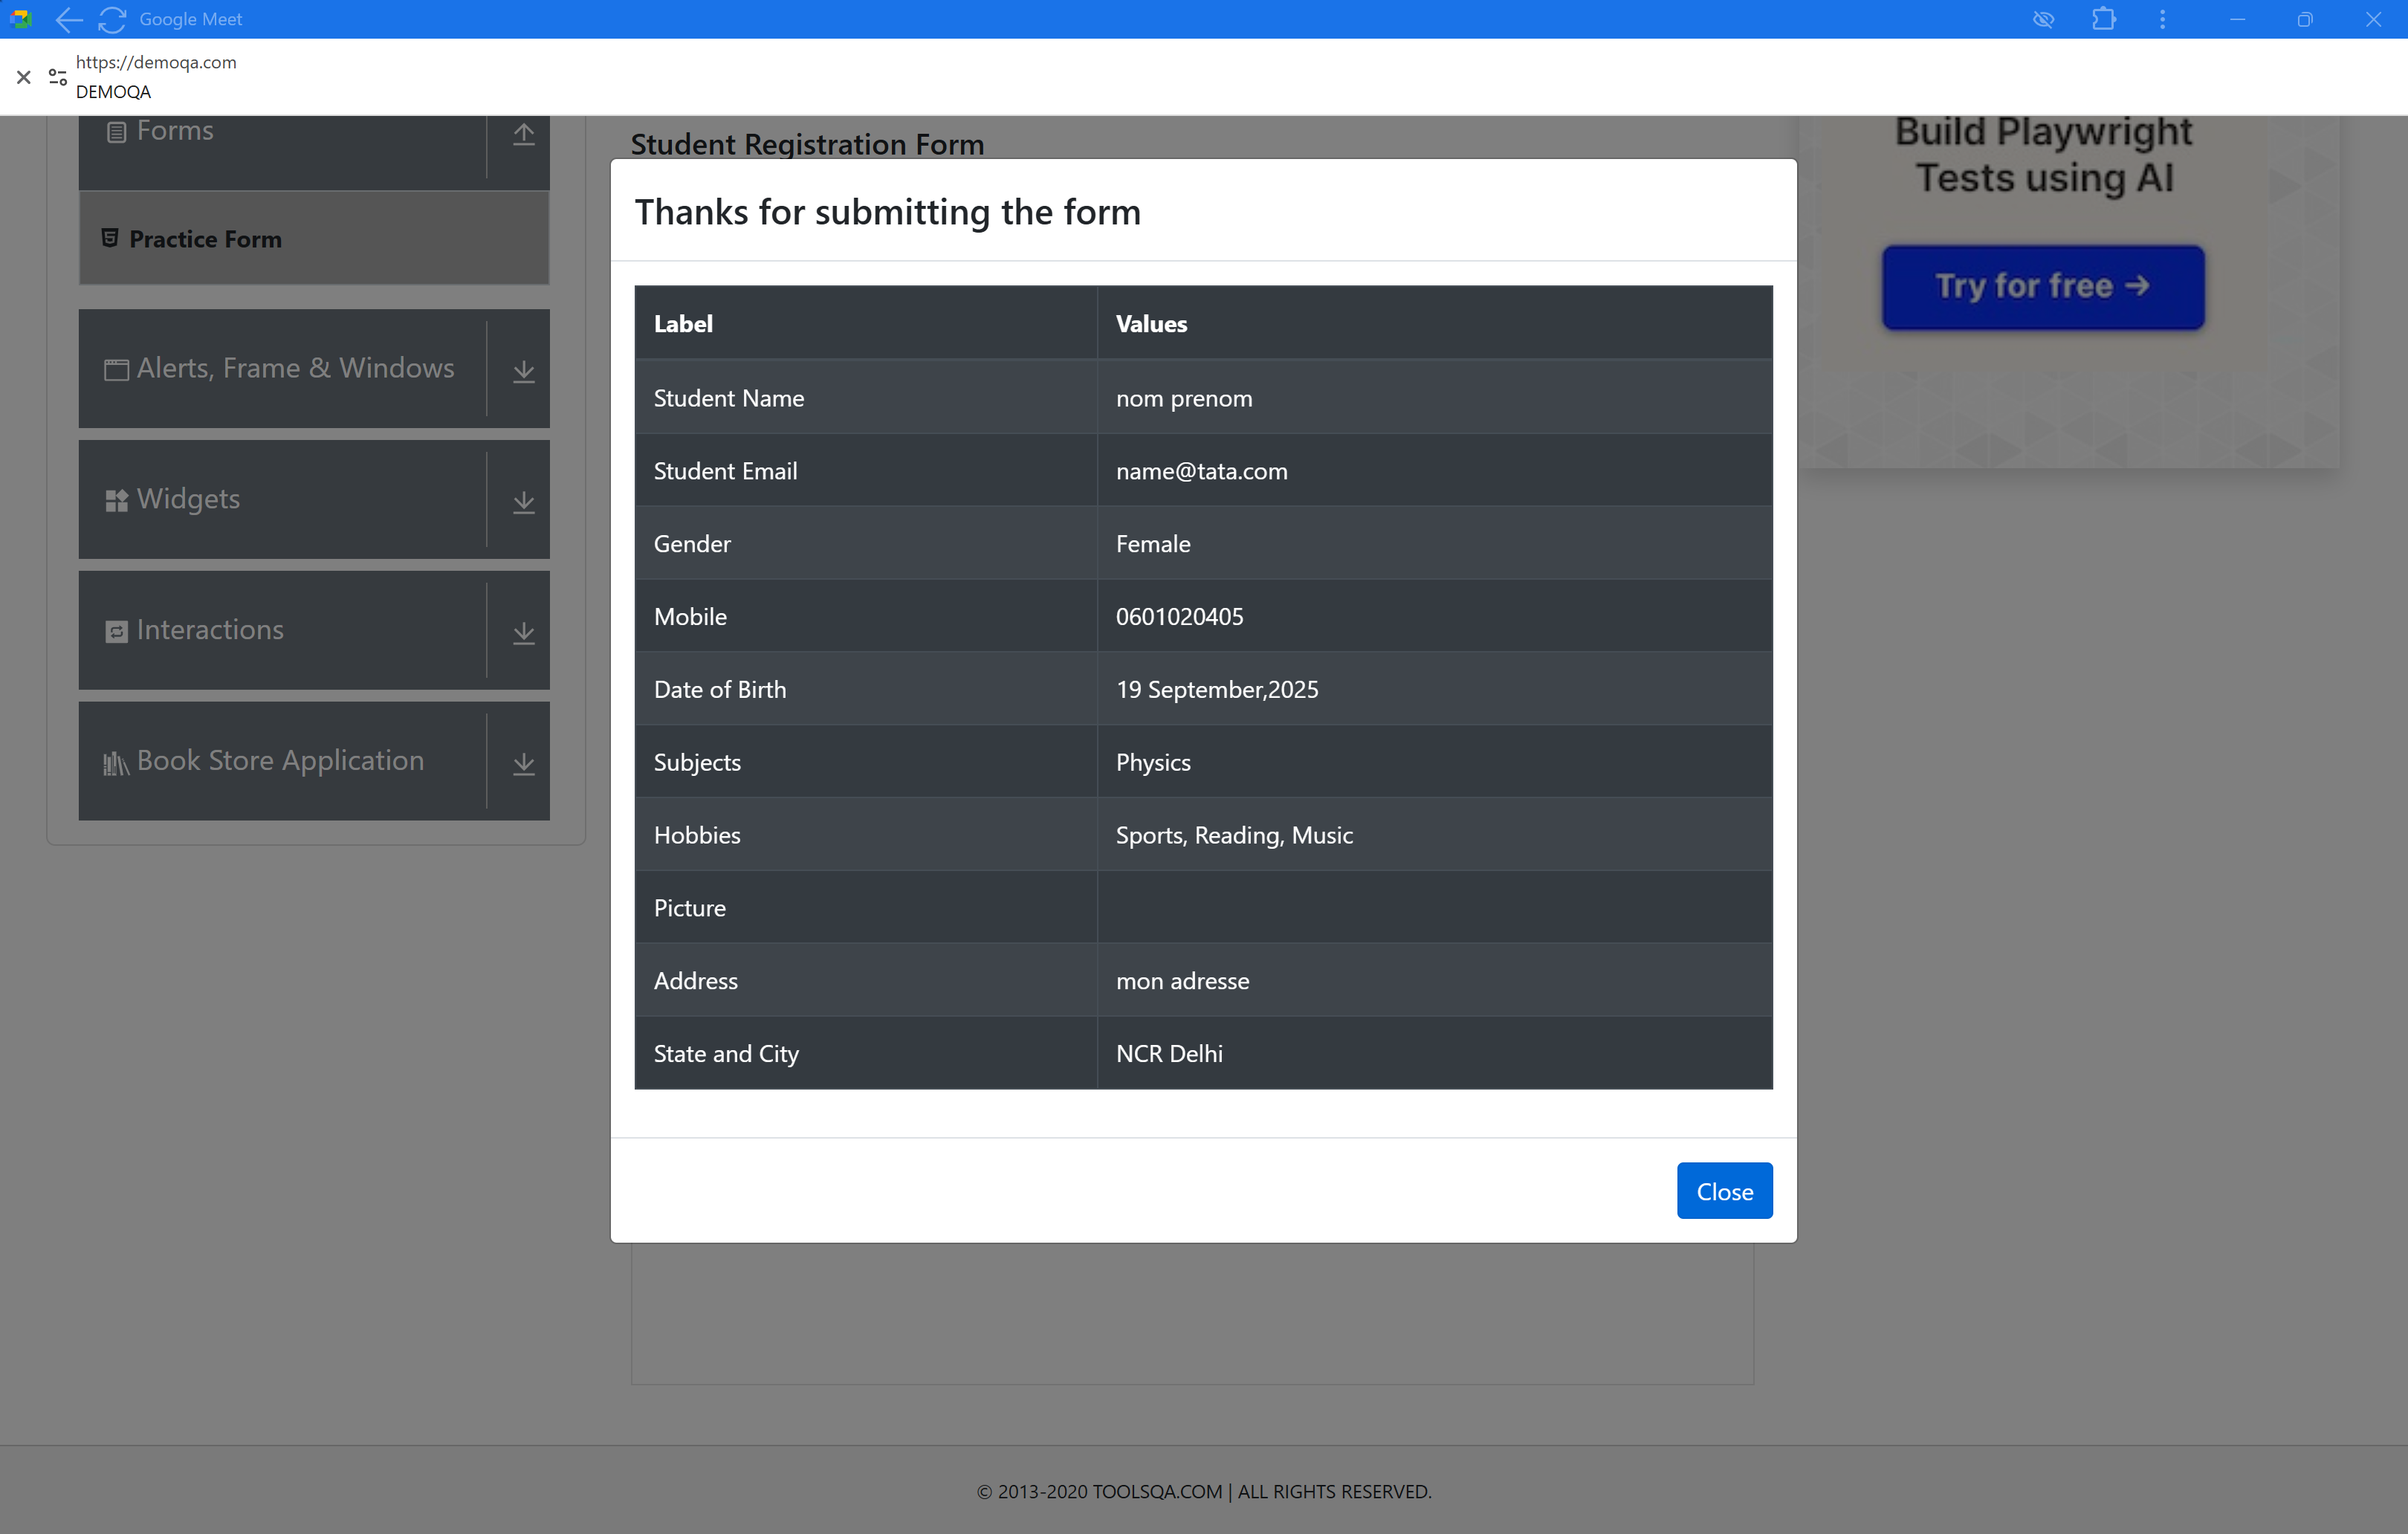 Google Meet
https://demoqa.com
DEMOQA
Forms
Practice Form
Alerts, Frame & Windows
Widgets
Interactions
Book Store Application
Student Registration Form
Thanks for submitting the form
Label Values
Student Name nom prenom
Student Email name@tata.com
Gender Female
Mobile 0601020405
Date of Birth 19 September,2025
Subjects Physics
Hobbies Sports, Reading, Music
Picture
Address mon adresse
State and City NCR Delhi
Close
Build Playwright
Tests using AI
Try for free →
© 2013-2020 TOOLSQA.COM | ALL RIGHTS RESERVED.